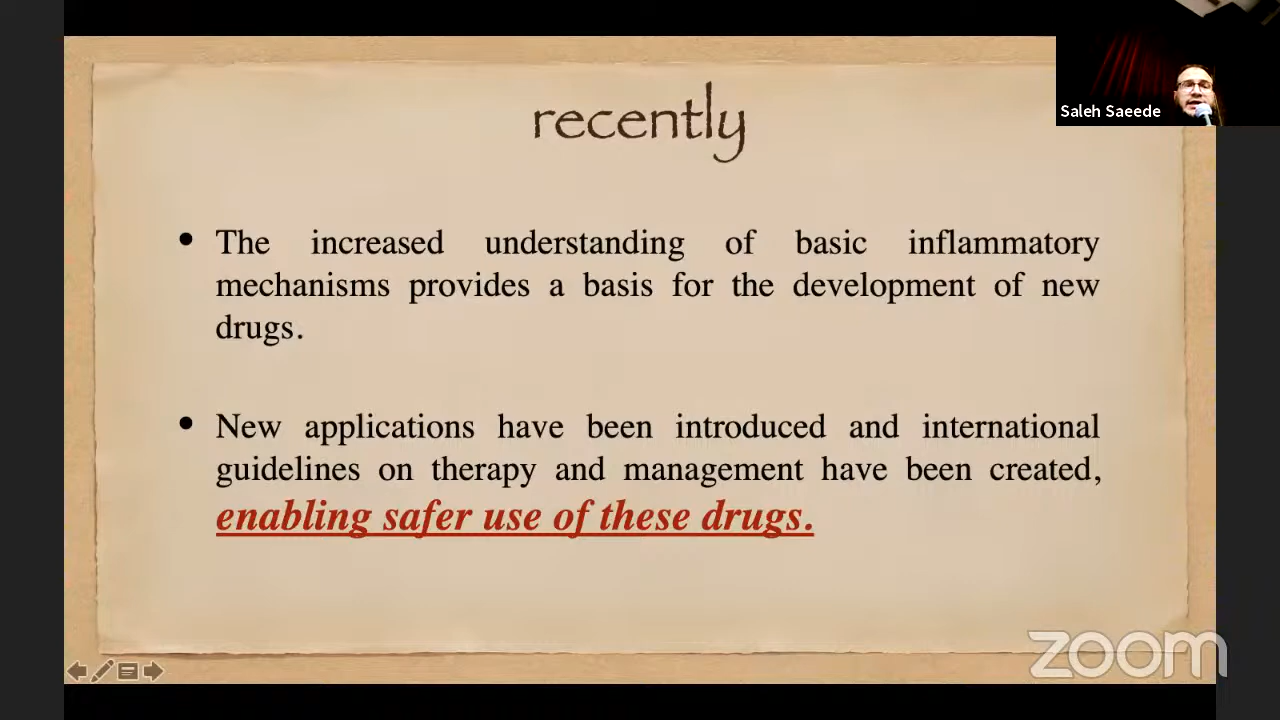 recently
Saleh Saeede
• The increased understanding of basic inflammatory
mechanisms provides a basis for the development of new
drugs.
• New applications have been introduced and international
guidelines on therapy and management have been created,
enabling safer use of these drugs.
zoom